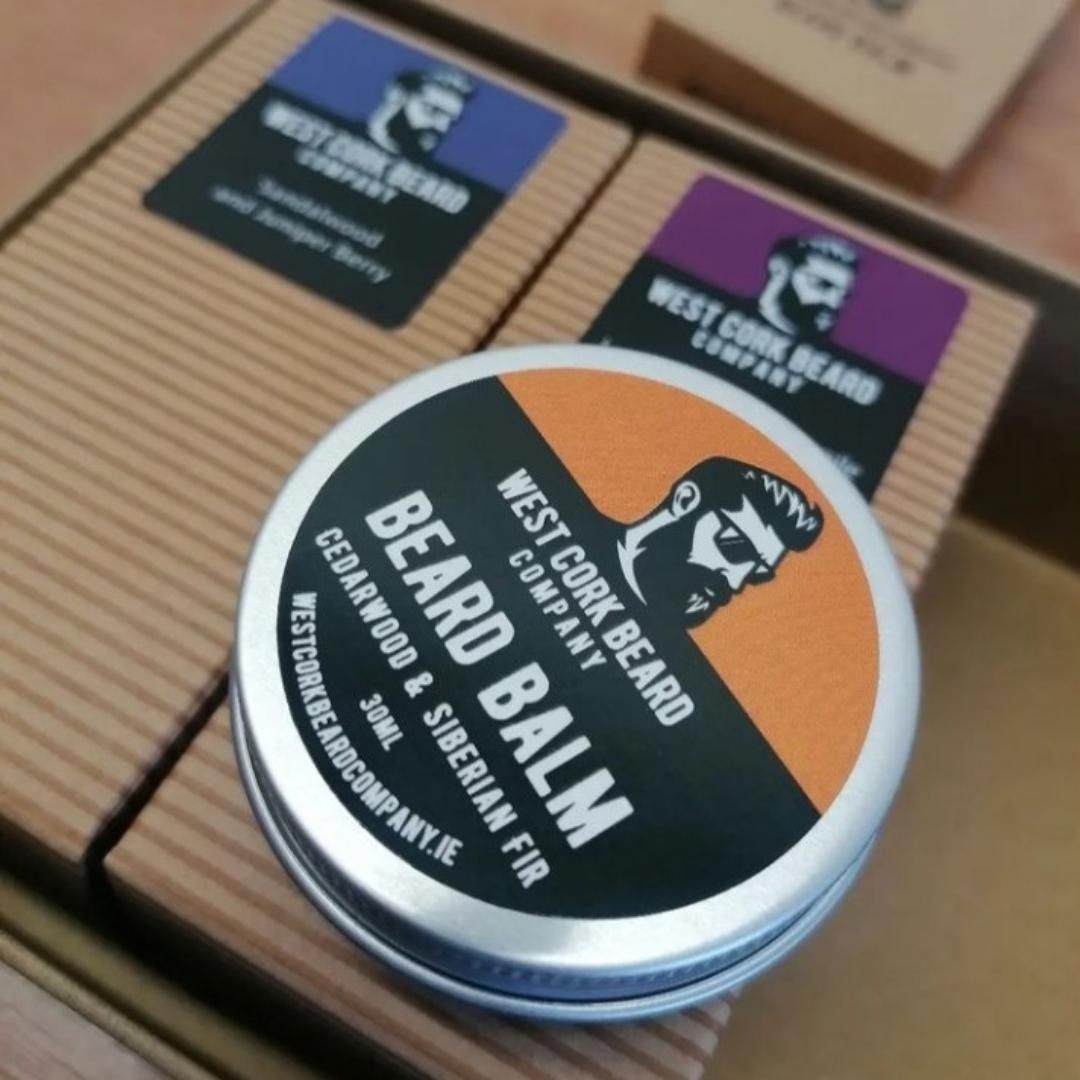 WEST CORK BEARD
COMPANY
Sandalwood
and Juniper Berry
WEST CORK BEARD
COMPANY
WEST CORK BEARD
COMPANY
BEARD BALM
CEDARWOOD & SIBERIAN FIR
30ML
WESTCORKBEARDCOMPANY.IE